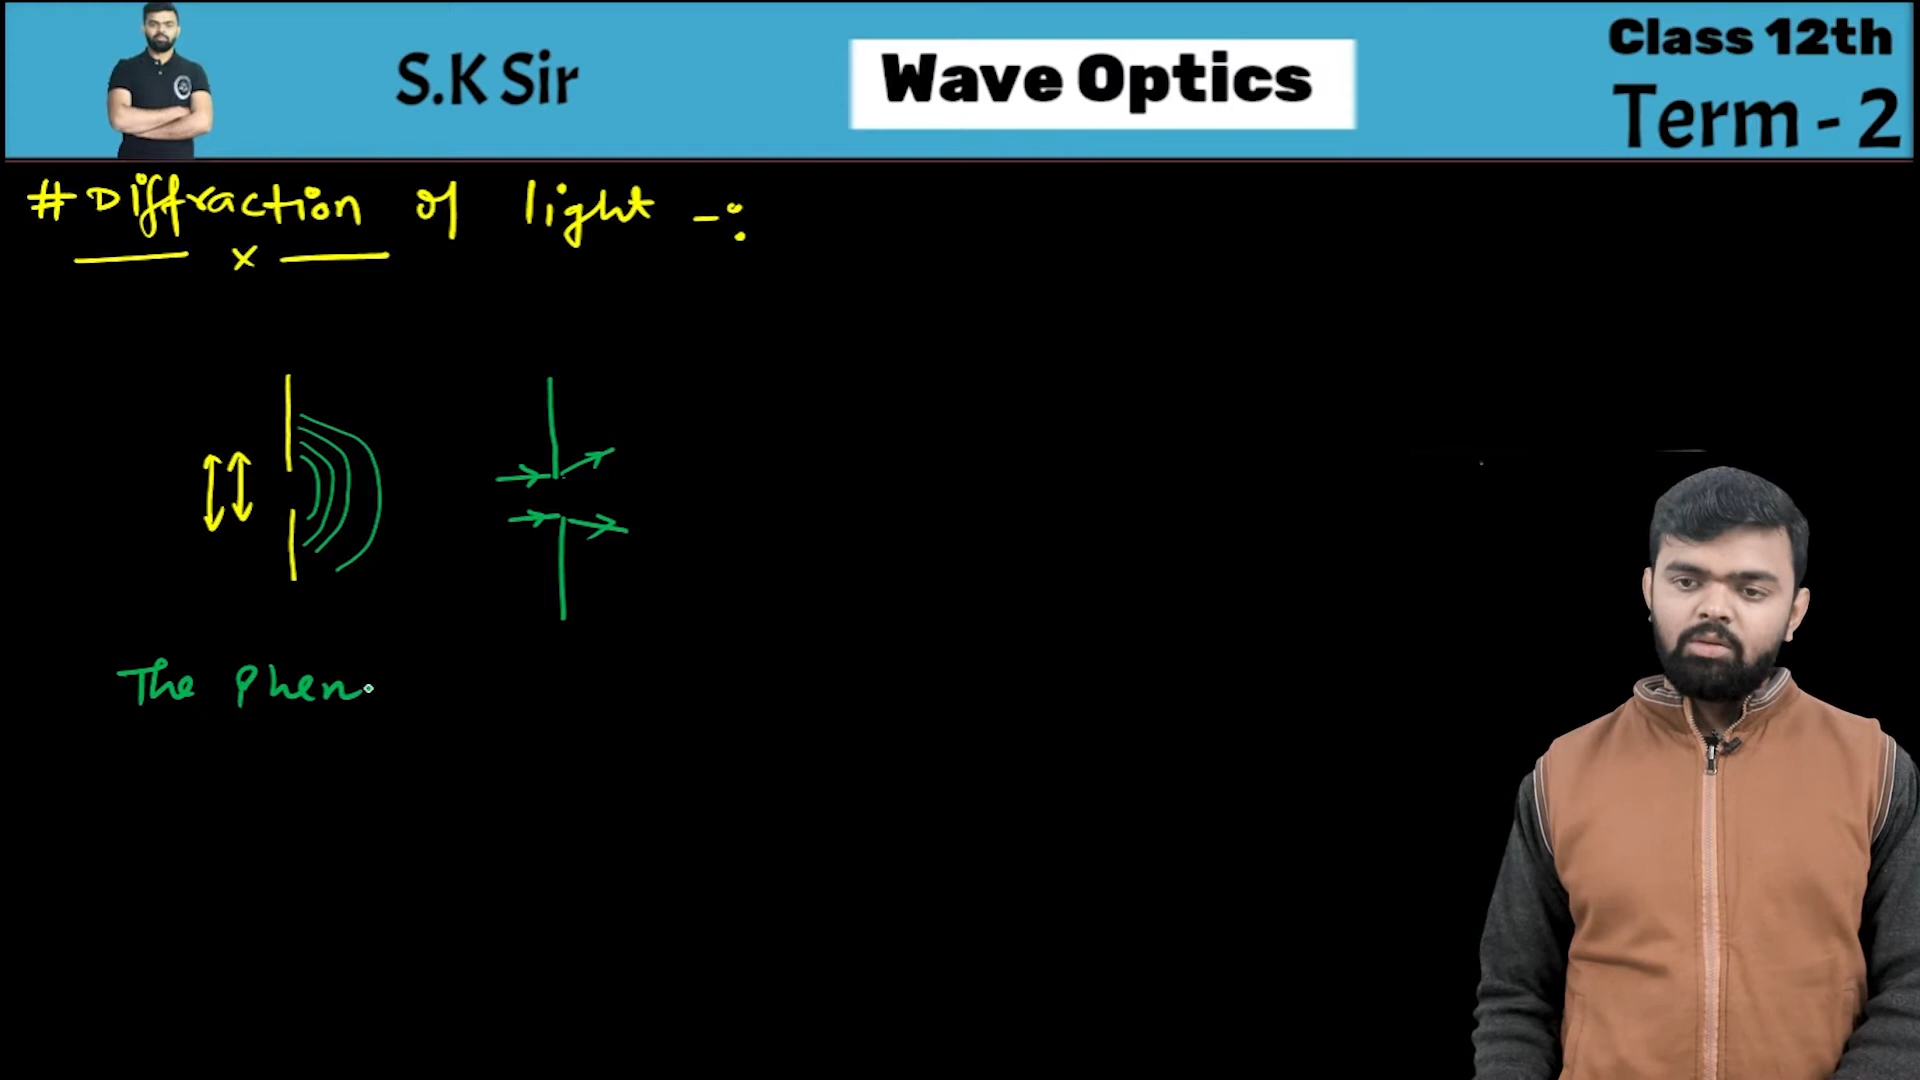 S.K Sir
Wave Optics
Class 12th
Term - 2
# Diffraction of light -:
x
The phen